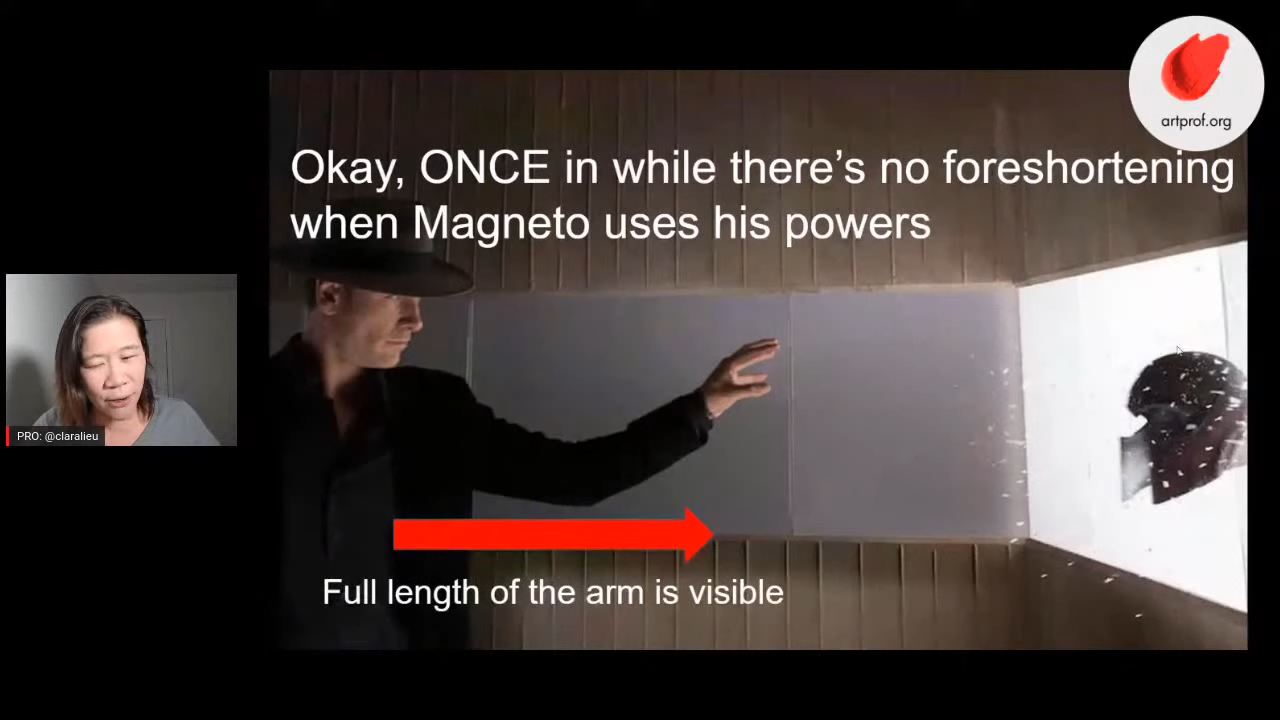 artprof.org
Okay, ONCE in while there’s no foreshortening
when Magneto uses his powers
PRO: @claralieu
Full length of the arm is visible